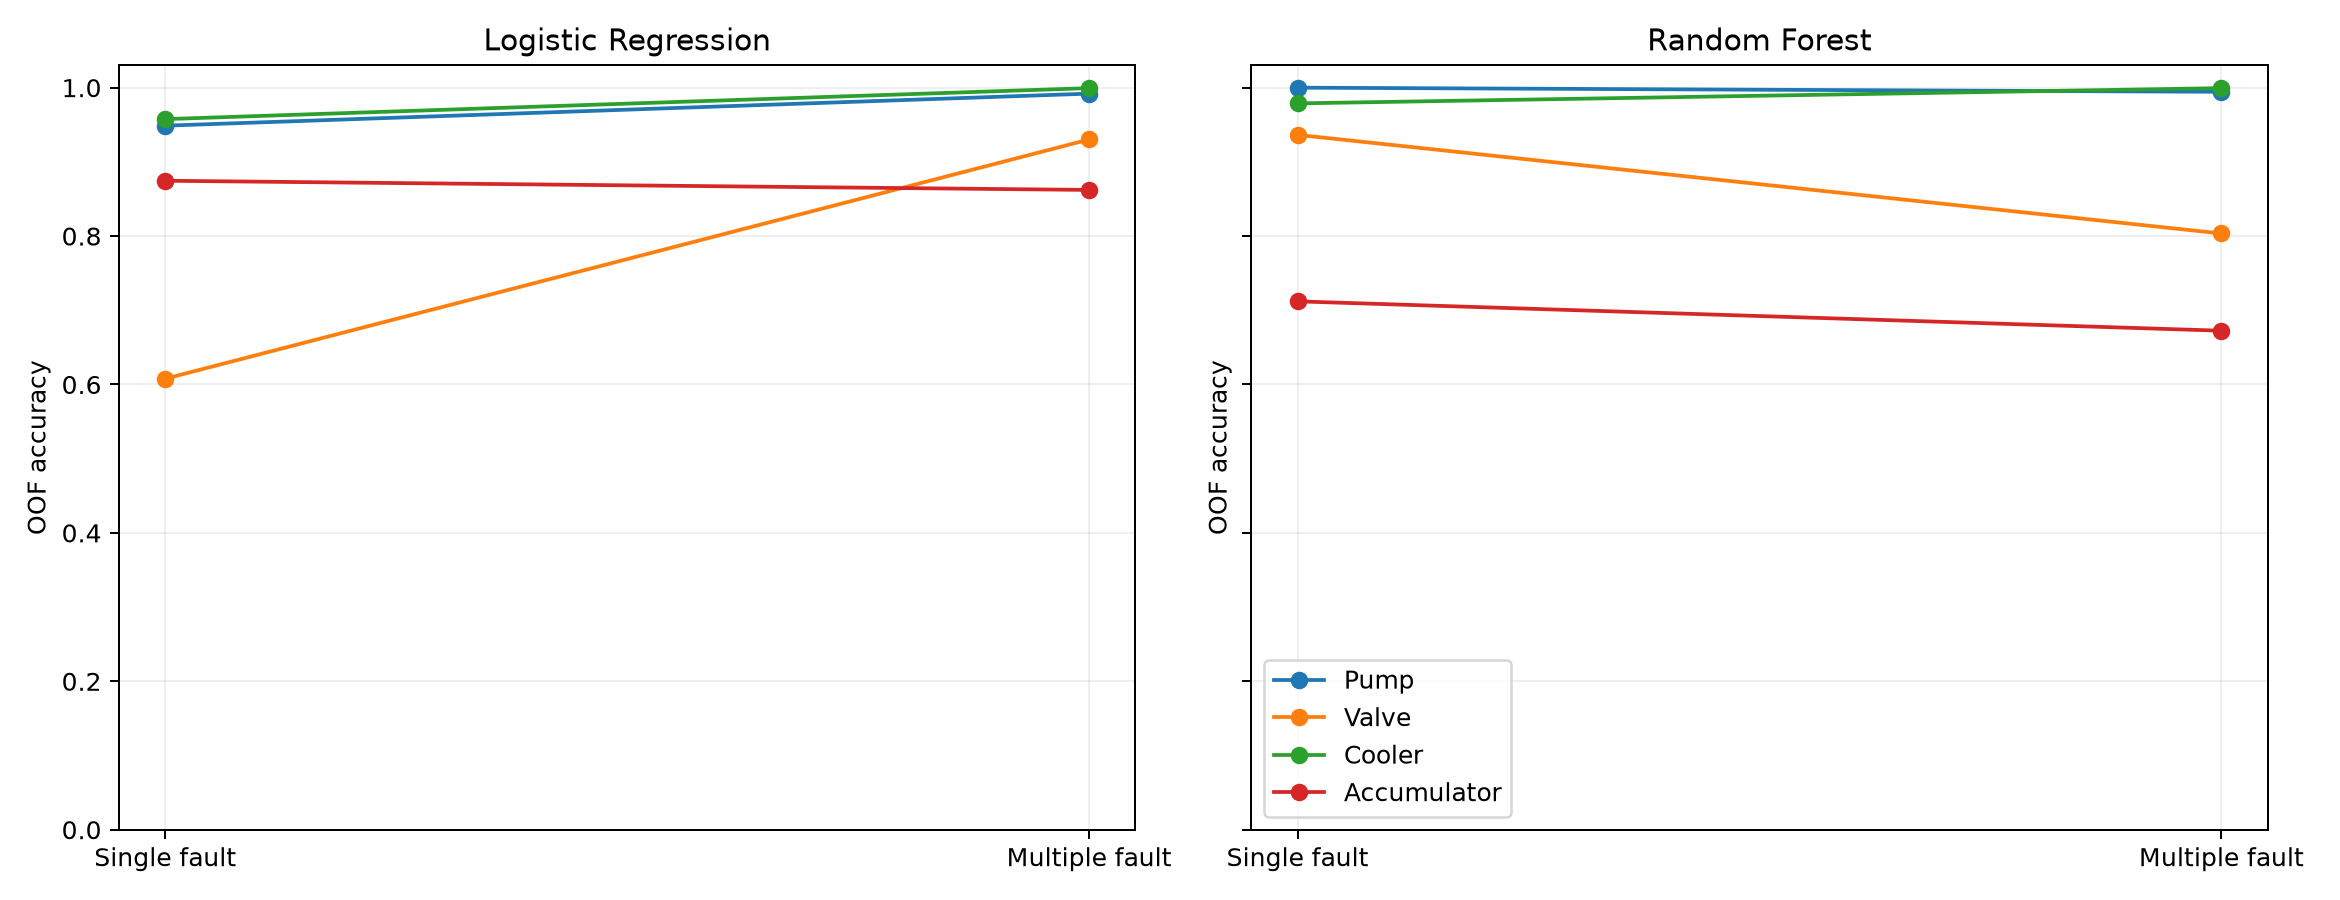 Logistic Regression
Random Forest
OOF accuracy
1.0
0.8
0.6
0.4
0.2
0.0
Single fault
Multiple fault
OOF accuracy
Pump
Valve
Cooler
Accumulator
Single fault
Multiple fault